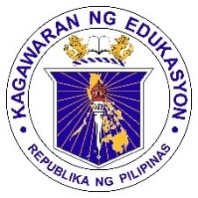 KAGAWARAN NG EDUKASYON
REPUBLIKA NG PILIPINAS